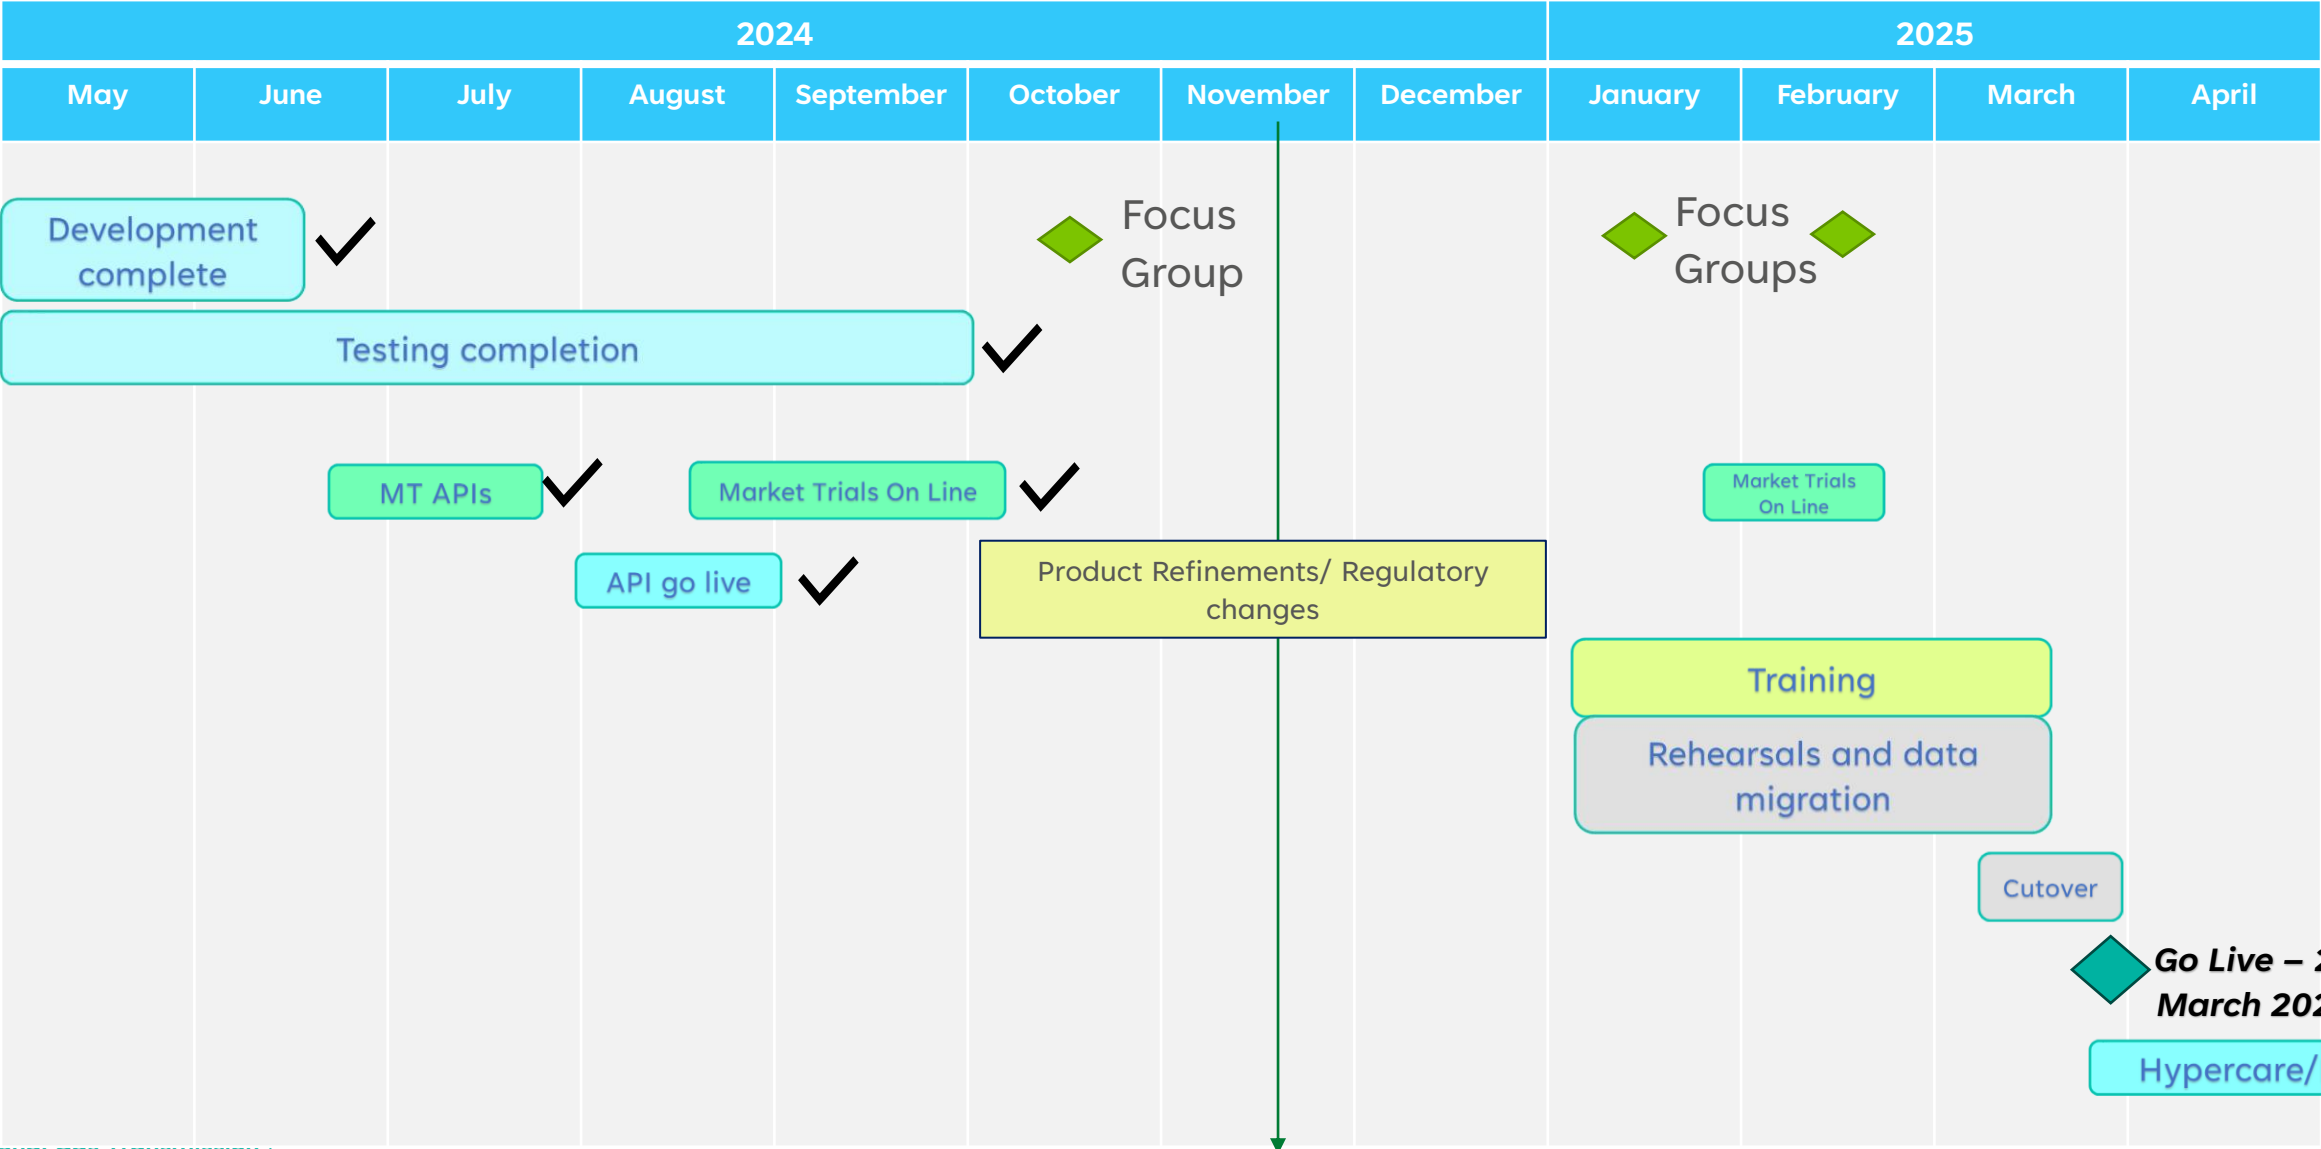 2024
2025
May
June
July
August
September
October
November
December
January
February
March
April
Development
complete
Focus
Group
Focus
Groups
Testing completion
MT APIs
Market Trials On Line
Market Trials
On Line
API go live
Product Refinements/ Regulatory
changes
Training
Rehearsals and data
migration
Cutover
Go Live –
March
Hypercare/